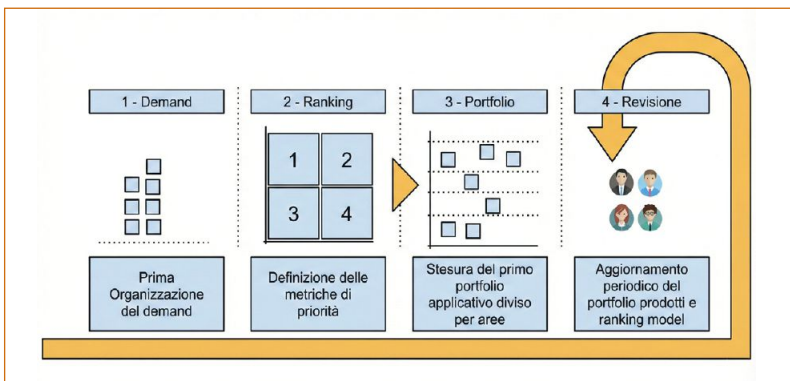 1 - Demand
2 - Ranking
3 - Portfolio
4 - Revisione
1
2
3
4
Prima
Organizzazione
del demand
Definizione delle
metriche di
priorità
Stesura del primo
portfolio
applicativo diviso
per aree
Aggiornamento
periodico del
portfolio prodotti e
ranking model